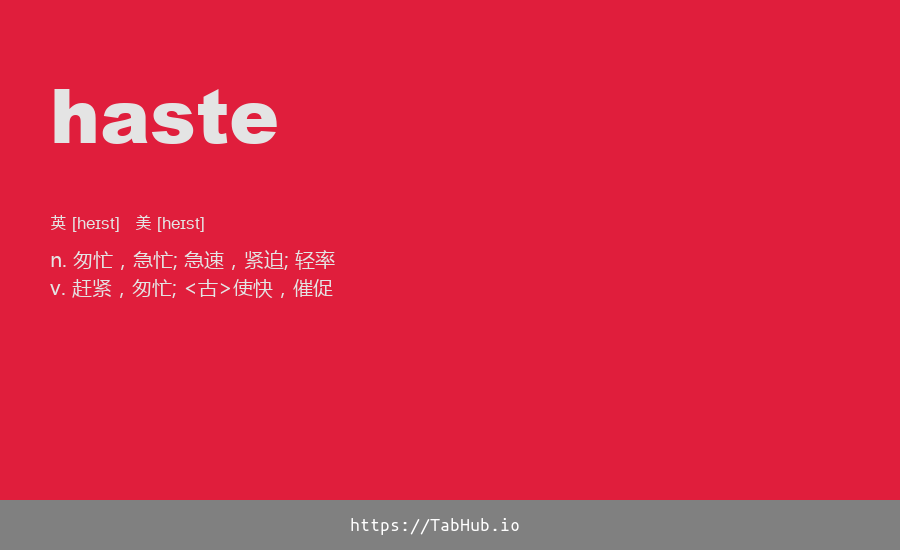 haste
英 [heɪst] 美 [heɪst]
n. 匆忙，急忙; 急速，紧迫; 轻率
v. 赶紧，匆忙; <古>使快，催促
https://TabHub.io